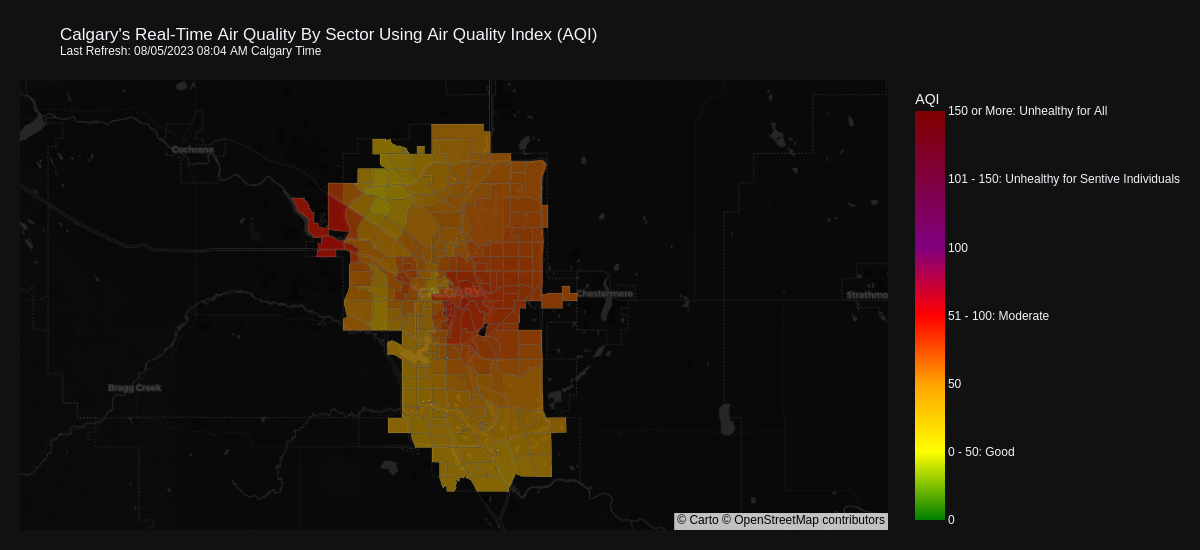 Calgary's Real-Time Air Quality By Sector Using Air Quality Index (AQI)
Last Refresh: 08/05/2023 08:04 AM Calgary Time
AQI
150 or More: Unhealthy for All
Cochrane
101 - 150: Unhealthy for Sentive Individuals
100
CALGARY
Chestermere
Strathmo
51 - 100: Moderate
50
Bragg Creek
0 - 50: Good
0
© Carto © OpenStreetMap contributors